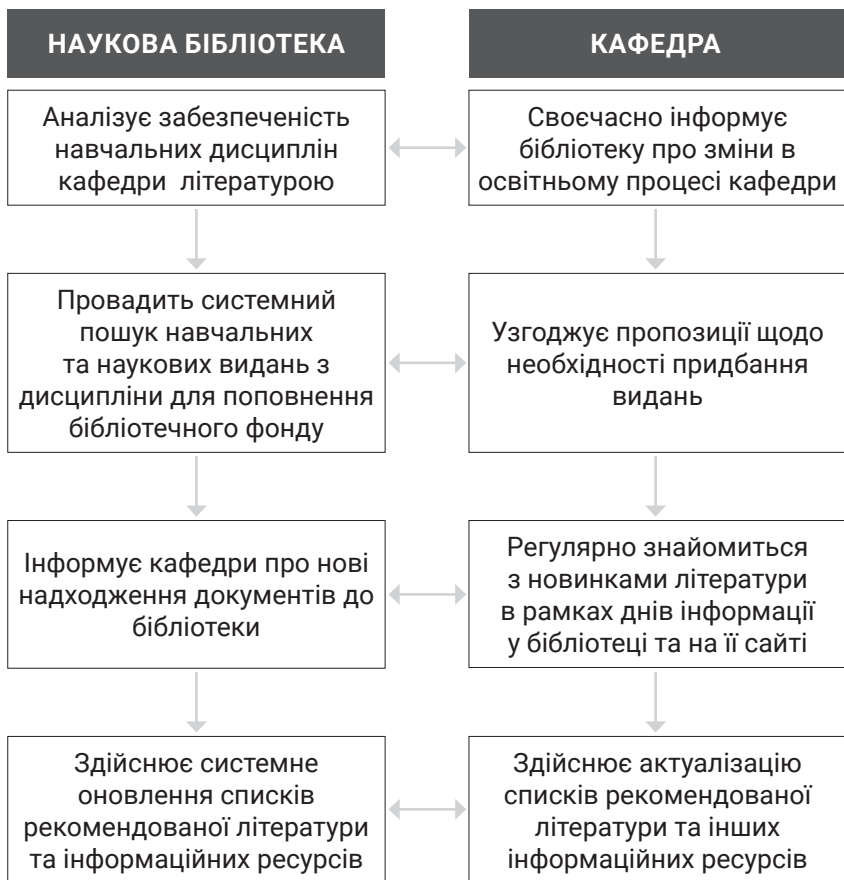 НАУКОВА БІБЛІОТЕКА
КАФЕДРА
Аналізує забезпеченість
навчальних дисциплін
кафедри літературою
Своєчасно інформує
бібліотеку про зміни в
освітньому процесі кафедри
Провадить системний
пошук навчальних
та наукових видань з
дисципліни для поповнення
бібліотечного фонду
Узгоджує пропозиції щодо
необхідності придбання
видань
Інформує кафедри про нові
надходження документів до
бібліотеки
Регулярно знайомиться
з новинками літератури
в рамках днів інформації
у бібліотеці та на її сайті
Здійснює системне
оновлення списків
рекомендованої літератури
та інформаційних ресурсів
Здійснює актуалізацію
списків рекомендованої
літератури та інших
інформаційних ресурсів